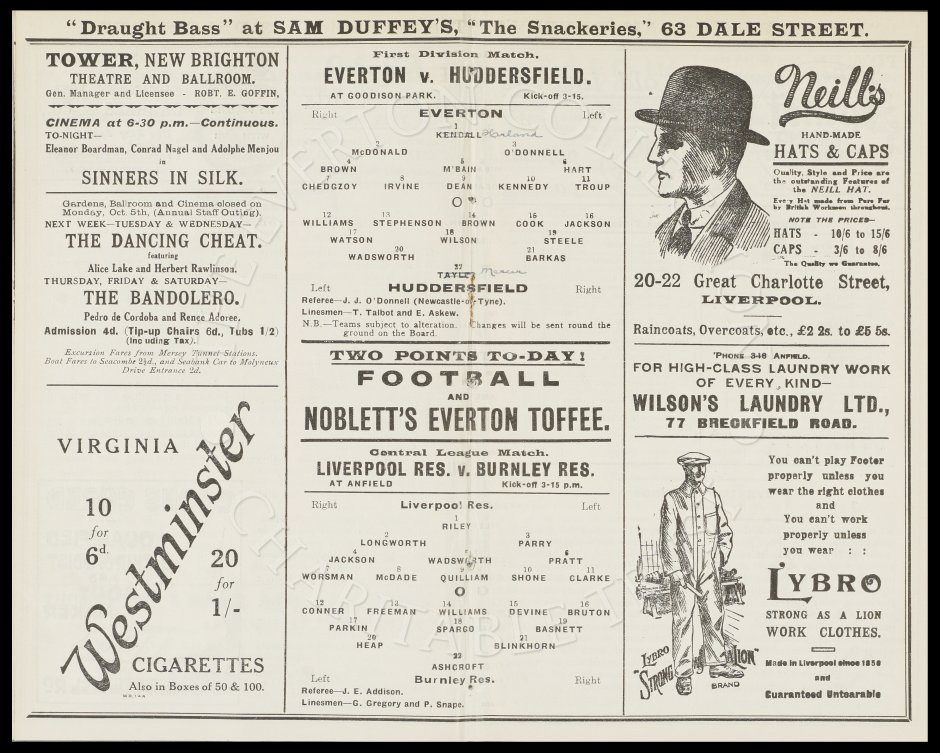 "Draught Bass" at SAM DUFFEY'S, "The Snackeries," 63 DALE STREET.
TOWER, NEW BRIGHTON
THEATRE AND BALLROOM.
Gen. Manager and Licensee - ROBT. E. GOFFIN,
CINEMA at 6-30 p.m.—Continuous.
TO-NIGHT—
Eleanor Boardman, Conrad Nagel and Adolphe Menjou
in
SINNERS IN SILK.
Gardens, Ballroom and Cinema closed on
Monday, Oct. 5th, (Annual Staff Outing).
NEXT WEEK—TUESDAY & WEDNESDAY—
THE DANCING CHEAT.
featuring
Alice Lake and Herbert Rawlinson.
THURSDAY, FRIDAY & SATURDAY—
THE BANDOLERO.
Pedro de Cordoba and Renee Adoree.
Admission 4d. (Tip-up Chairs 6d., Tubs 1/2)
(Including Tax).
Excursion Fares from Mersey Tunnel Stations.
Boat Fares to Seacombe 2½d., and Seabank Car to Molyneux
Drive Entrance 2d.
VIRGINIA
10
for
6d.
Westminster
20
for
1/-
CIGARETTES
Also in Boxes of 50 & 100.
First Division Match.
EVERTON v. HUDDERSFIELD.
AT GOODISON PARK. Kick-off 3-15.
Right EVERTON Left
1
KENDALL Harland
2 3
McDONALD O'DONNELL
4 5 6
BROWN M'BAIN HART
7 8 9 10 11
CHEDGZOY IRVINE DEAN KENNEDY TROUP
O
12 13 14 15 16
WILLIAMS STEPHENSON BROWN COOK JACKSON
17 18 19
WATSON WILSON STEELE
20 21
WADSWORTH BARKAS
22
TAYLER Mercer
Left HUDDERSFIELD Right
Referee—J. J. O'Donnell (Newcastle-of-Tyne).
Linesmen—T. Talbot and E. Askew.
N.B.—Teams subject to alteration. Changes will be sent round the
ground on the Board.
TWO POINTS TO-DAY!
FOOTBALL
AND
NOBLETT'S EVERTON TOFFEE.
Central League Match.
LIVERPOOL RES. v. BURNLEY RES.
AT ANFIELD Kick-off 3-15 p.m.
Right Liverpool Res. Left
1
RILEY
2 3
LONGWORTH PARRY
4 5 6
JACKSON WADSWORTH PRATT
7 8 9 10 11
WORSMAN McDADE QUILLIAM SHONE CLARKE
O
12 13 14 15 16
CONNER FREEMAN WILLIAMS DEVINE BRUTON
17 18 19
PARKIN SPARGO BASNETT
20 21
HEAP BLINKHORN
22
ASHCROFT
Left Burnley Res. Right
Referee—J. E. Addison.
Linesmen—G. Gregory and P. Snape.
Neill's
HAND-MADE
HATS & CAPS
Quality, Style and Price are
the outstanding Features of
the NEILL HAT.
Every Hat made from Pure Fur
by British Workmen throughout.
NOTE THE PRICES—
HATS - 10/6 to 15/6
CAPS - 3/6 to 8/6
The Quality we Guarantee.
20-22 Great Charlotte Street,
LIVERPOOL.
Raincoats, Overcoats, etc., £2 2s. to £5 5s.
'PHONE 346 ANFIELD.
FOR HIGH-CLASS LAUNDRY WORK
OF EVERY KIND—
WILSON'S LAUNDRY LTD.,
77 BRECKFIELD ROAD.
You can't play Footer
properly unless you
wear the right clothes
and
You can't work
properly unless
you wear : :
LYBRO
STRONG AS A LION
WORK CLOTHES.
Made in Liverpool since 1850
and
Guaranteed Untearable
LYBRO
"STRONG AS A LION"
BRAND
EVERTON COLLECTION
CHARITABLE TRUST